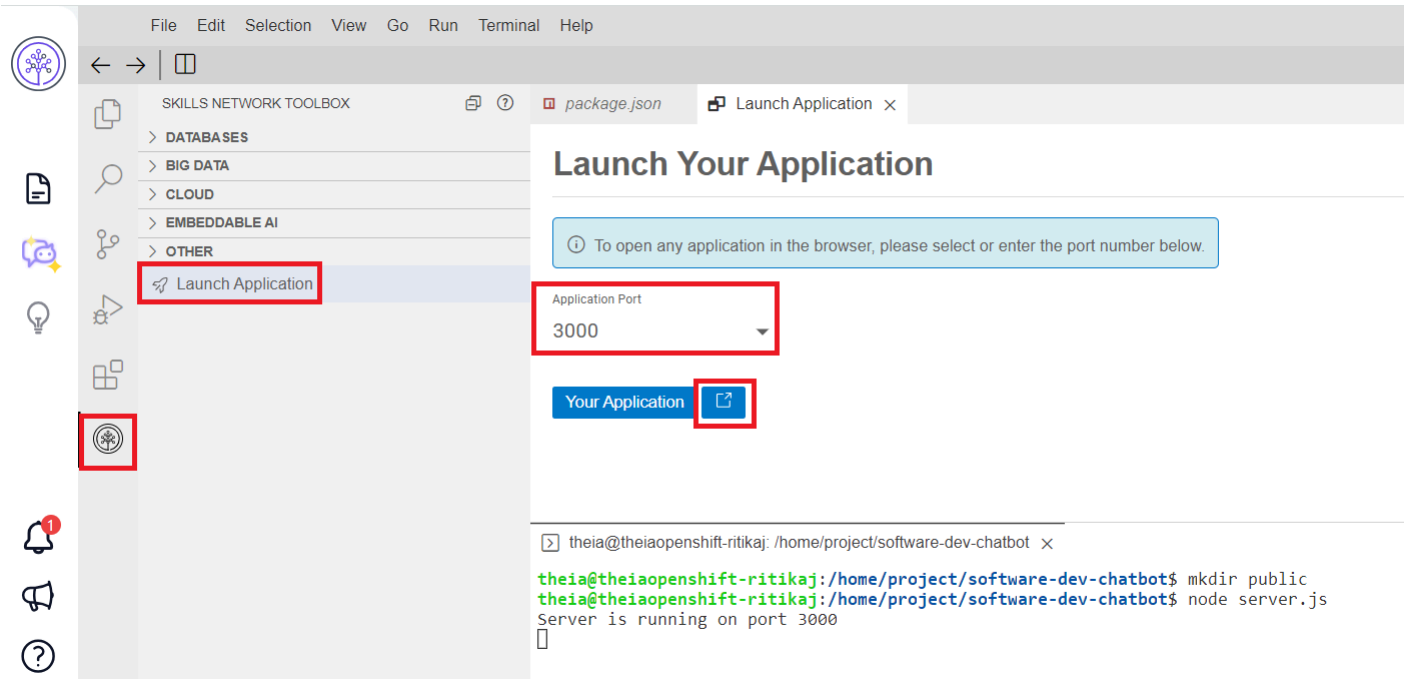 File Edit Selection View Go Run Terminal Help
SKILLS NETWORK TOOLBOX
DATABASES
BIG DATA
CLOUD
EMBEDDABLE AI
OTHER
Launch Application
1
package.json
Launch Application
Launch Your Application
To open any application in the browser, please select or enter the port number below.
Application Port
3000
Your Application
theia@theiaopenshift-ritikaj: /home/project/software-dev-chatbot
theia@theiaopenshift-ritikaj:/home/project/software-dev-chatbot$ mkdir public
theia@theiaopenshift-ritikaj:/home/project/software-dev-chatbot$ node server.js
Server is running on port 3000